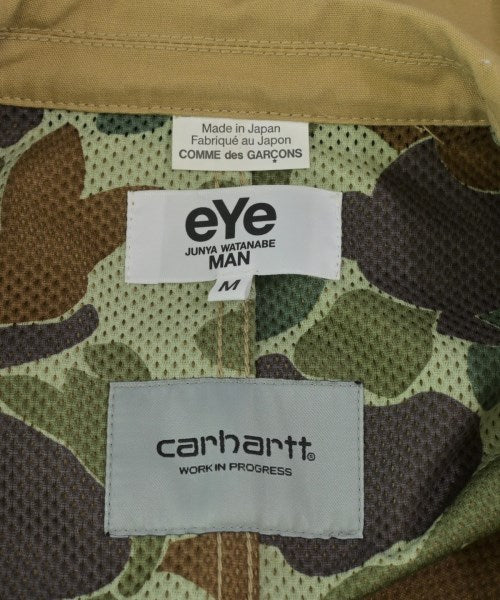 Made in Japan
Fabriqué au Japon
COMME des GARÇONS
eYe
JUNYA WATANABE
MAN
M
carhartt®
WORK IN PROGRESS